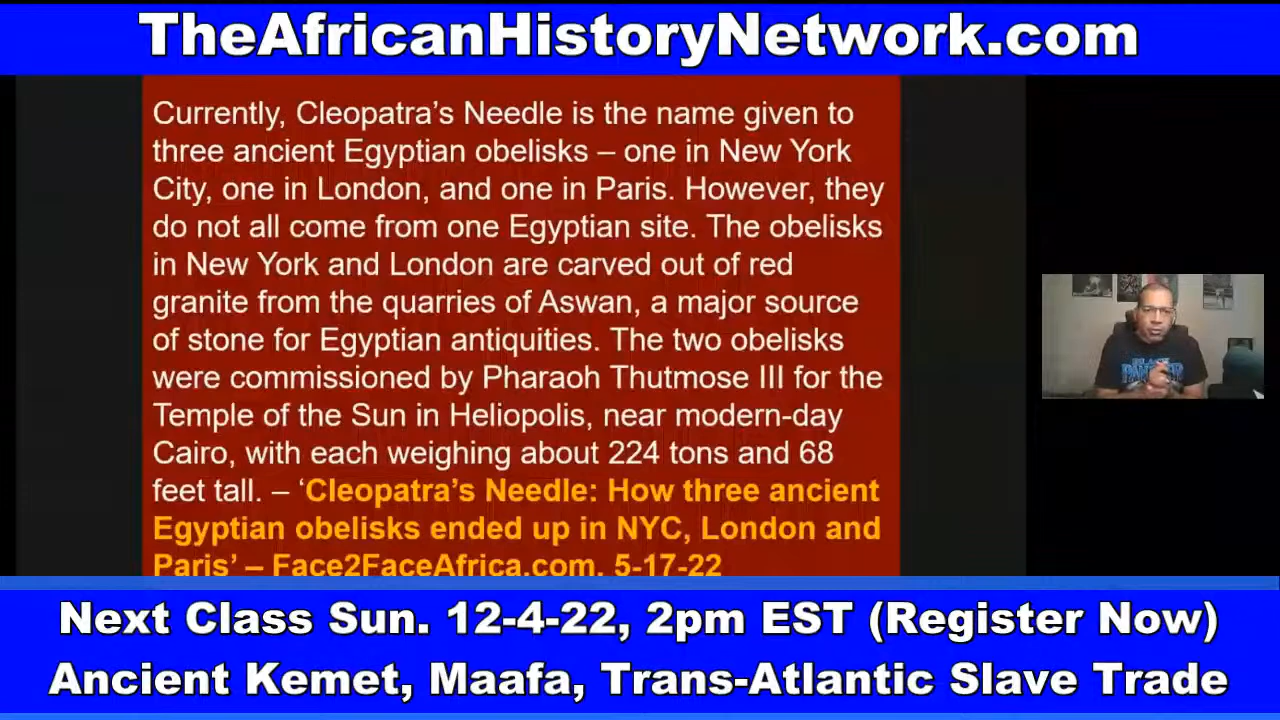 TheAfricanHistoryNetwork.com
Currently, Cleopatra’s Needle is the name given to
three ancient Egyptian obelisks – one in New York
City, one in London, and one in Paris. However, they
do not all come from one Egyptian site. The obelisks
in New York and London are carved out of red
granite from the quarries of Aswan, a major source
of stone for Egyptian antiquities. The two obelisks
were commissioned by Pharaoh Thutmose III for the
Temple of the Sun in Heliopolis, near modern-day
Cairo, with each weighing about 224 tons and 68
feet tall. – ‘Cleopatra’s Needle: How three ancient
Egyptian obelisks ended up in NYC, London and
Paris’ – Face2FaceAfrica.com, 5-17-22
BLACK
PANTHER
Next Class Sun. 12-4-22, 2pm EST (Register Now)
Ancient Kemet, Maafa, Trans-Atlantic Slave Trade